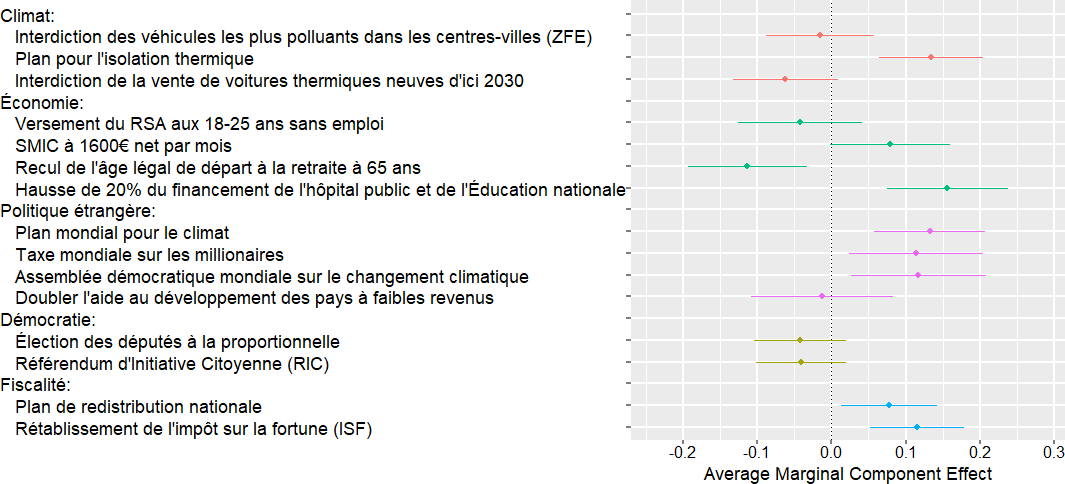 Climat:
Interdiction des véhicules les plus polluants dans les centres-villes (ZFE)
Plan pour l'isolation thermique
Interdiction de la vente de voitures thermiques neuves d'ici 2030
Économie:
Versement du RSA aux 18-25 ans sans emploi
SMIC à 1600€ net par mois
Recul de l'âge légal de départ à la retraite à 65 ans
Hausse de 20% du financement de l'hôpital public et de l'Éducation nationale
Politique étrangère:
Plan mondial pour le climat
Taxe mondiale sur les millionaires
Assemblée démocratique mondiale sur le changement climatique
Doubler l'aide au développement des pays à faibles revenus
Démocratie:
Élection des députés à la proportionnelle
Référendum d'Initiative Citoyenne (RIC)
Fiscalité:
Plan de redistribution nationale
Rétablissement de l'impôt sur la fortune (ISF)
-0.2 -0.1 0.0 0.1 0.2 0.3
Average Marginal Component Effect